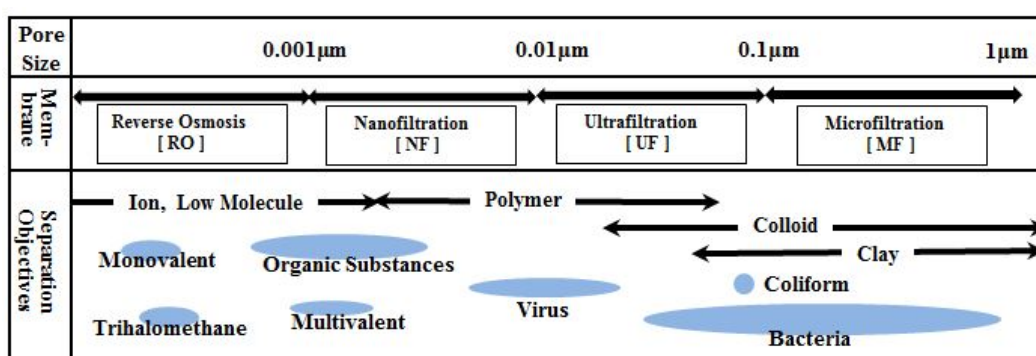 Pore
Size
0.001µm 0.01µm 0.1µm 1µm
Mem-
brane
Reverse Osmosis
[ RO ]
Nanofiltration
[ NF ]
Ultrafiltration
[ UF ]
Microfiltration
[ MF ]
Separation
Objectives
Ion, Low Molecule
Polymer
Colloid
Clay
Monovalent
Organic Substances
Coliform
Trihalomethane
Multivalent
Virus
Bacteria